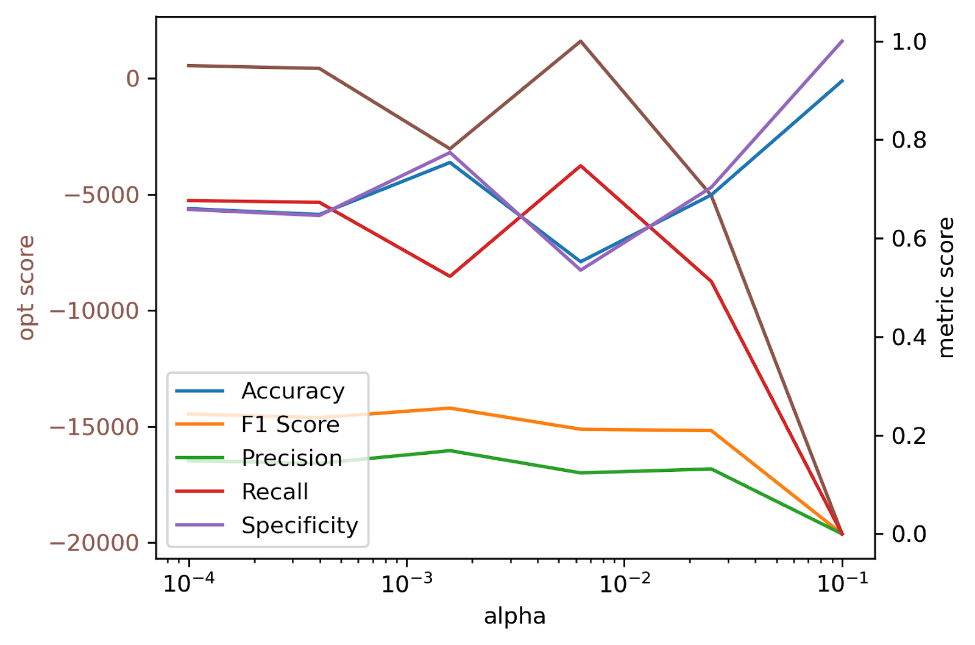 0
−5000
−10000
−15000
−20000
opt score
1.0
0.8
0.6
0.4
0.2
0.0
metric score
Accuracy
F1 Score
Precision
Recall
Specificity
10⁻⁴
10⁻³
10⁻²
10⁻¹
alpha